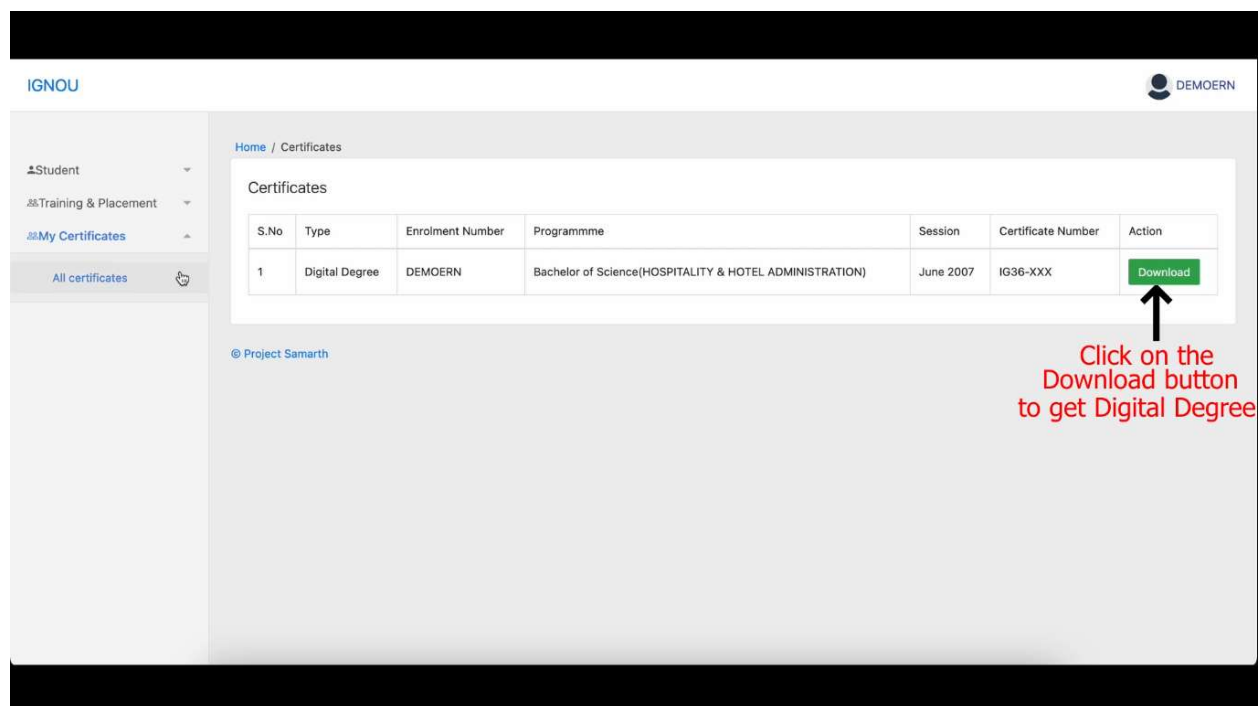 IGNOU
DEMOERN
Student
Training & Placement
My Certificates
All certificates
Home / Certificates
Certificates
S.No Type Enrolment Number Programmme Session Certificate Number Action
1 Digital Degree DEMOERN Bachelor of Science(HOSPITALITY & HOTEL ADMINISTRATION) June 2007 IG36-XXX Download
© Project Samarth
Click on the
Download button
to get Digital Degree